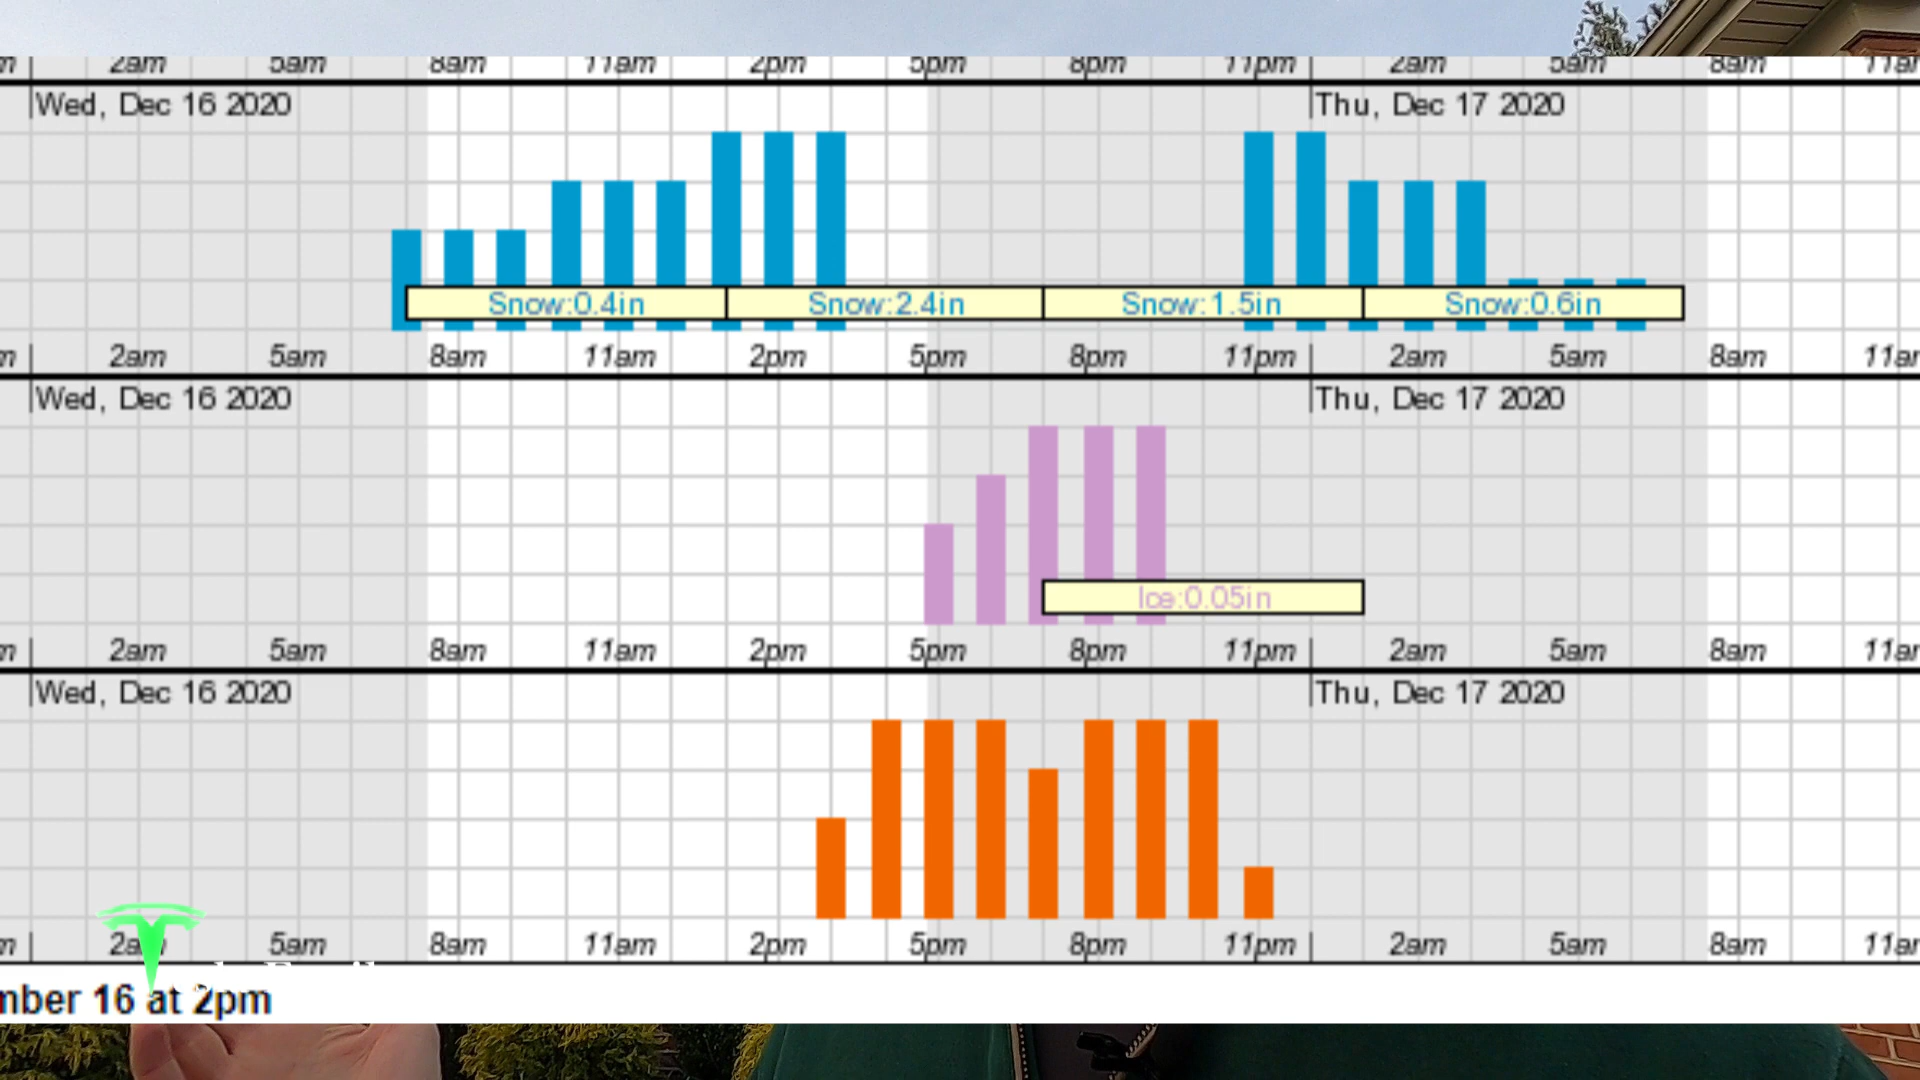 2am 5am 8am 11am 2pm 5pm 8pm 11pm 2am 5am 8am
Wed, Dec 16 2020 Thu, Dec 17 2020
Snow:0.4in Snow:2.4in Snow:1.5in Snow:0.6in
2am 5am 8am 11am 2pm 5pm 8pm 11pm 2am 5am 8am 11am
Wed, Dec 16 2020 Thu, Dec 17 2020
Ice:0.05in
2am 5am 8am 11am 2pm 5pm 8pm 11pm 2am 5am 8am 11am
Wed, Dec 16 2020 Thu, Dec 17 2020
2am 5am 8am 11am 2pm 5pm 8pm 11pm 2am 5am 8am 11am
mber 16 at 2pm